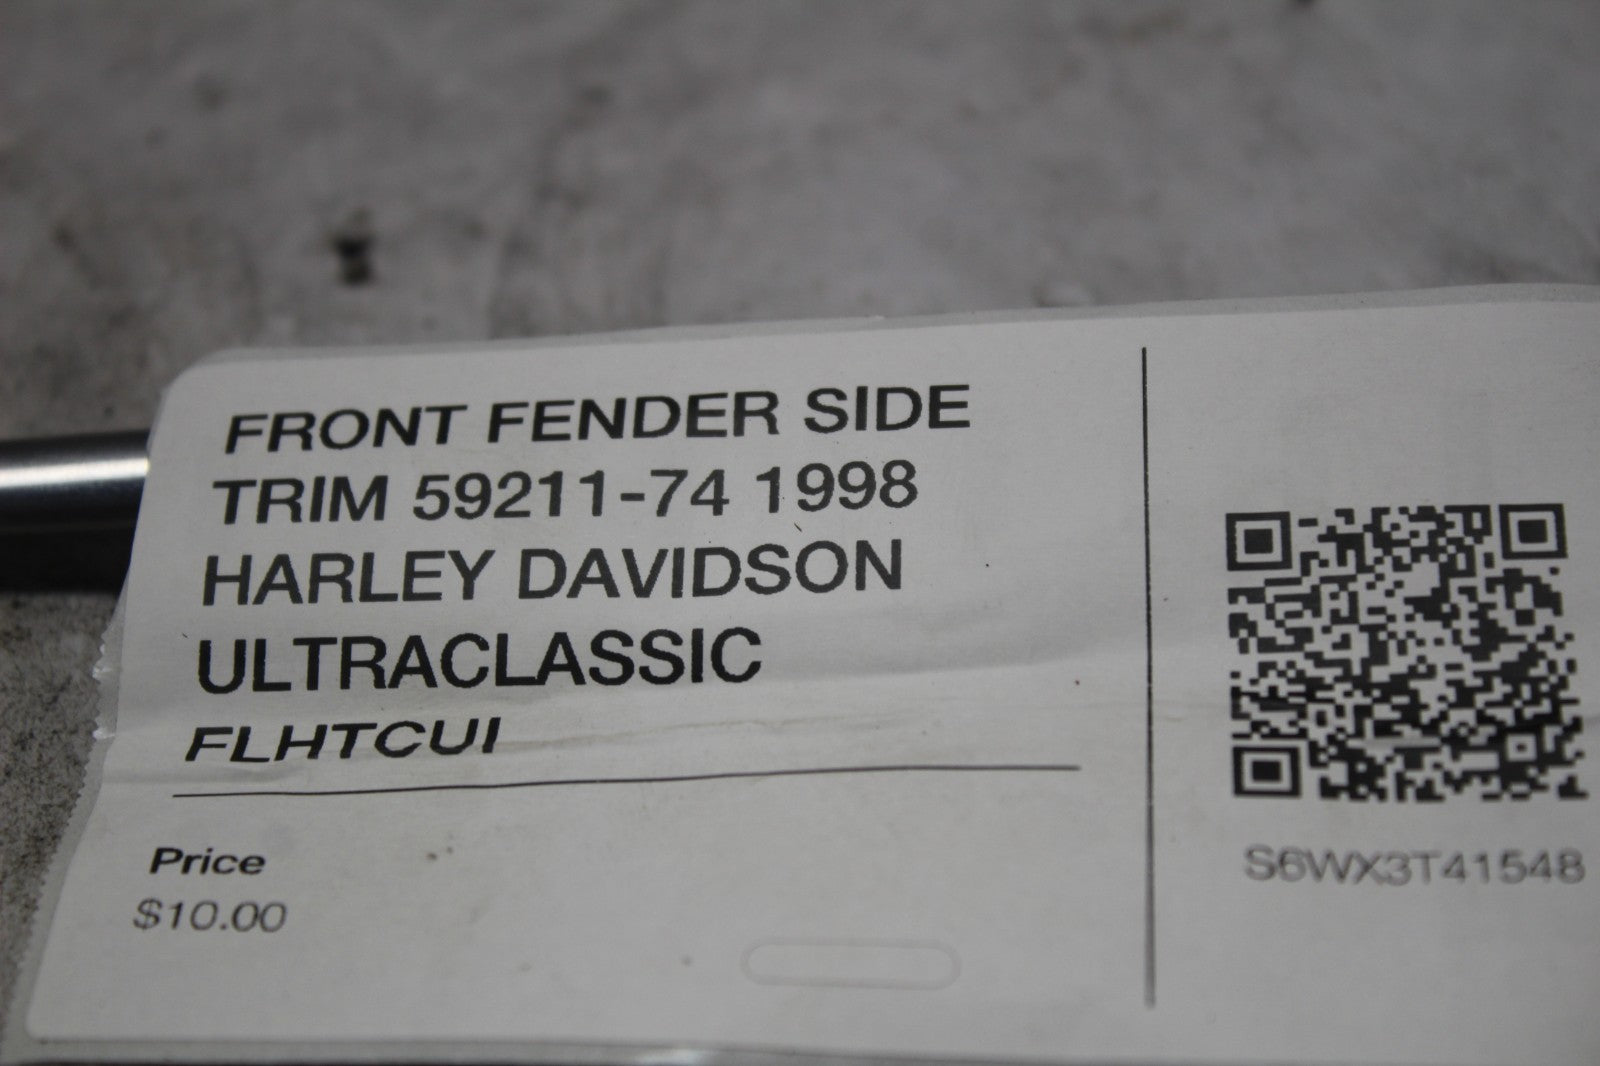 FRONT FENDER SIDE
TRIM 59211-74 1998
HARLEY DAVIDSON
ULTRACLASSIC
FLHTCUI
Price
$10.00
S6WX3T41548